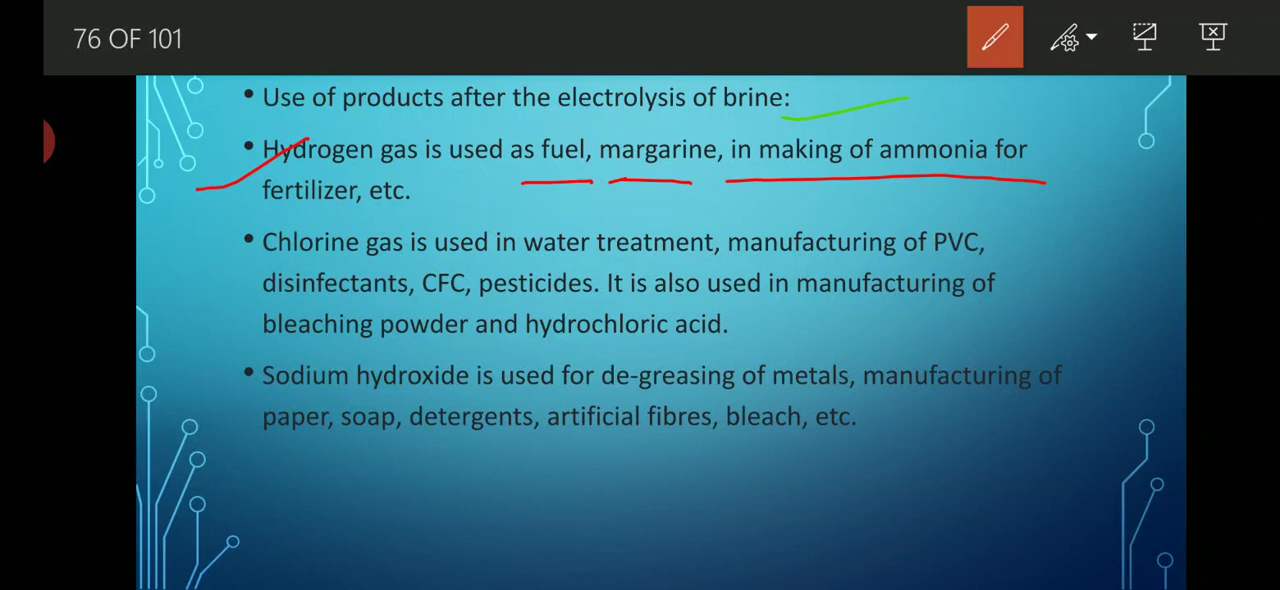 76 OF 101
• Use of products after the electrolysis of brine:
• Hydrogen gas is used as fuel, margarine, in making of ammonia for
fertilizer, etc.
• Chlorine gas is used in water treatment, manufacturing of PVC,
disinfectants, CFC, pesticides. It is also used in manufacturing of
bleaching powder and hydrochloric acid.
• Sodium hydroxide is used for de-greasing of metals, manufacturing of
paper, soap, detergents, artificial fibres, bleach, etc.